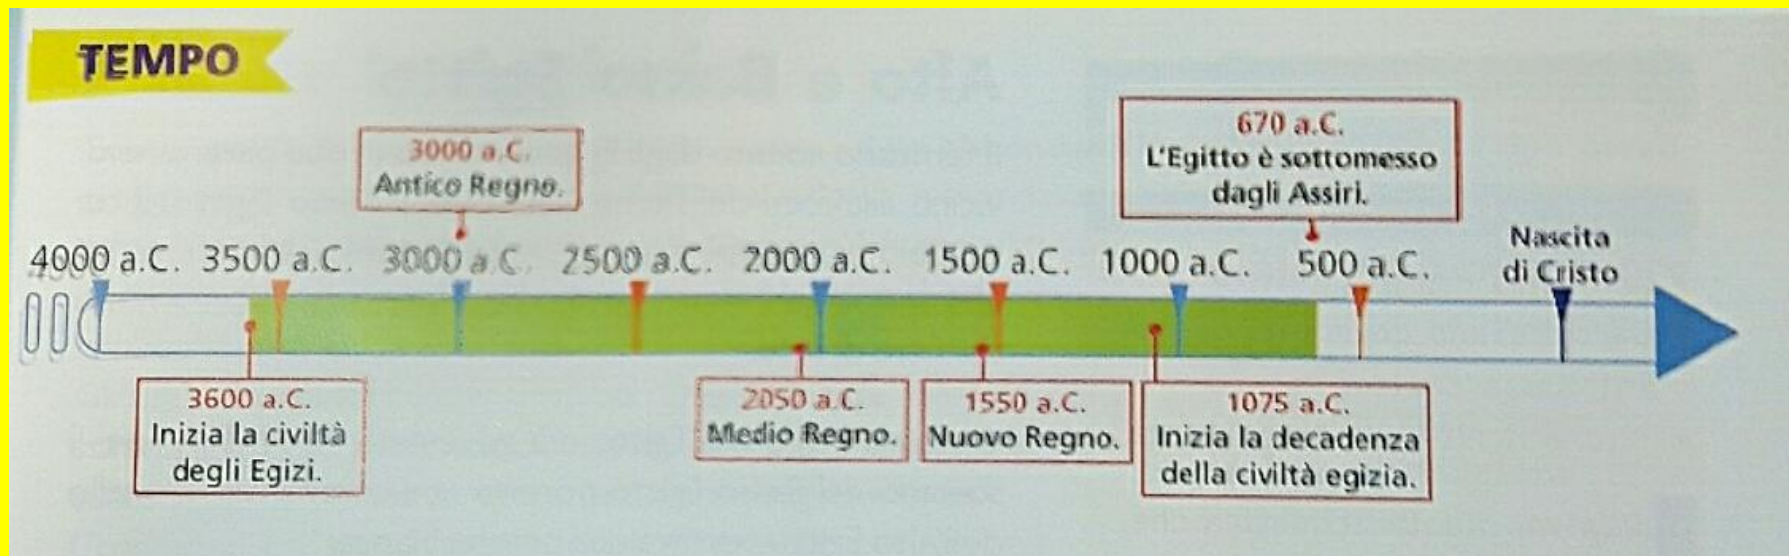 TEMPO
3000 a.C.
Antico Regno.
670 a.C.
L'Egitto è sottomesso
dagli Assiri.
4000 a.C. 3500 a.C. 3000 a.C. 2500 a.C. 2000 a.C. 1500 a.C. 1000 a.C. 500 a.C.
Nascita
di Cristo
3600 a.C.
Inizia la civiltà
degli Egizi.
2050 a.C.
Medio Regno.
1550 a.C.
Nuovo Regno.
1075 a.C.
Inizia la decadenza
della civiltà egizia.